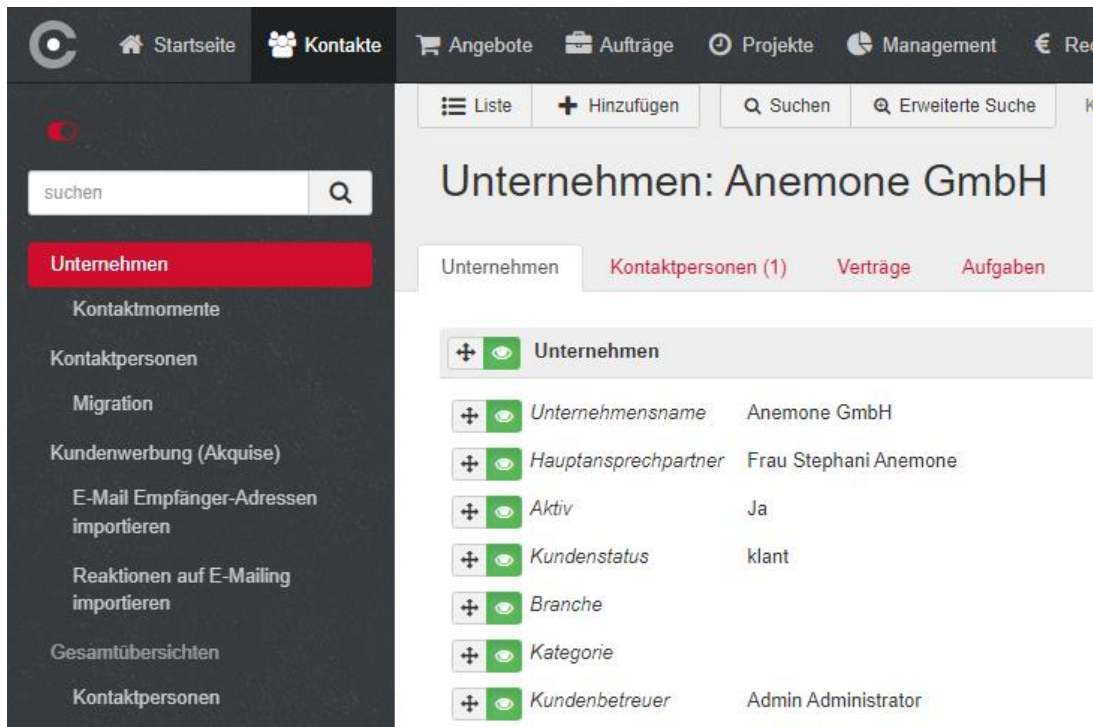 Startseite Kontakte Angebote Aufträge Projekte Management €
Liste Hinzufügen Suchen Erweiterte Suche
suchen
Unternehmen: Anemone GmbH
Unternehmen
Kontaktmomente
Kontaktpersonen
Migration
Kundenwerbung (Akquise)
E-Mail Empfänger-Adressen
importieren
Reaktionen auf E-Mailing
importieren
Gesamtübersichten
Kontaktpersonen
Unternehmen Kontaktpersonen (1) Verträge Aufgaben
Unternehmen
Unternehmensname Anemone GmbH
Hauptansprechpartner Frau Stephani Anemone
Aktiv Ja
Kundenstatus klant
Branche
Kategorie
Kundenbetreuer Admin Administrator